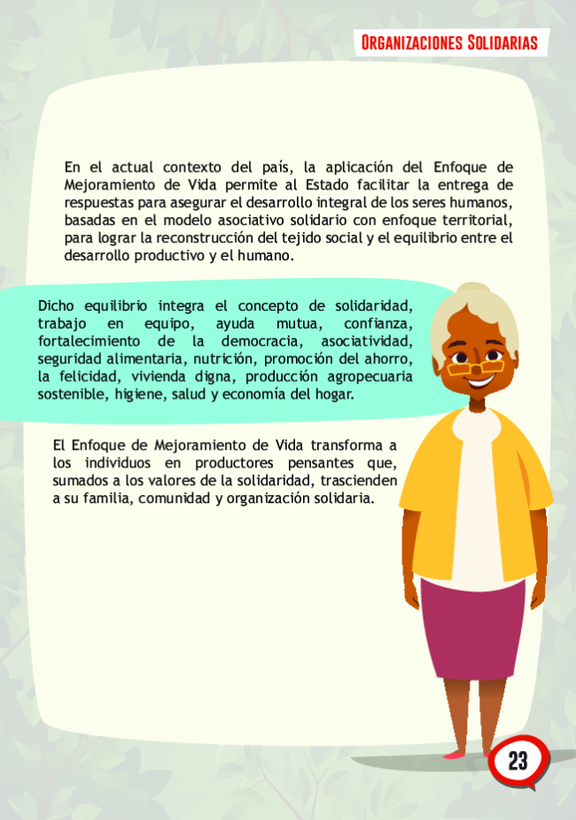 Organizaciones Solidarias
En el actual contexto del país, la aplicación del Enfoque de
Mejoramiento de Vida permite al Estado facilitar la entrega de
respuestas para asegurar el desarrollo integral de los seres humanos,
basadas en el modelo asociativo solidario con enfoque territorial,
para lograr la reconstrucción del tejido social y el equilibrio entre el
desarrollo productivo y el humano.
Dicho equilibrio integra el concepto de solidaridad,
trabajo en equipo, ayuda mutua, confianza,
fortalecimiento de la democracia, asociatividad,
seguridad alimentaria, nutrición, promoción del ahorro,
la felicidad, vivienda digna, producción agropecuaria
sostenible, higiene, salud y economía del hogar.
El Enfoque de Mejoramiento de Vida transforma a
los individuos en productores pensantes que,
sumados a los valores de la solidaridad, trascienden
a su familia, comunidad y organización solidaria.
23